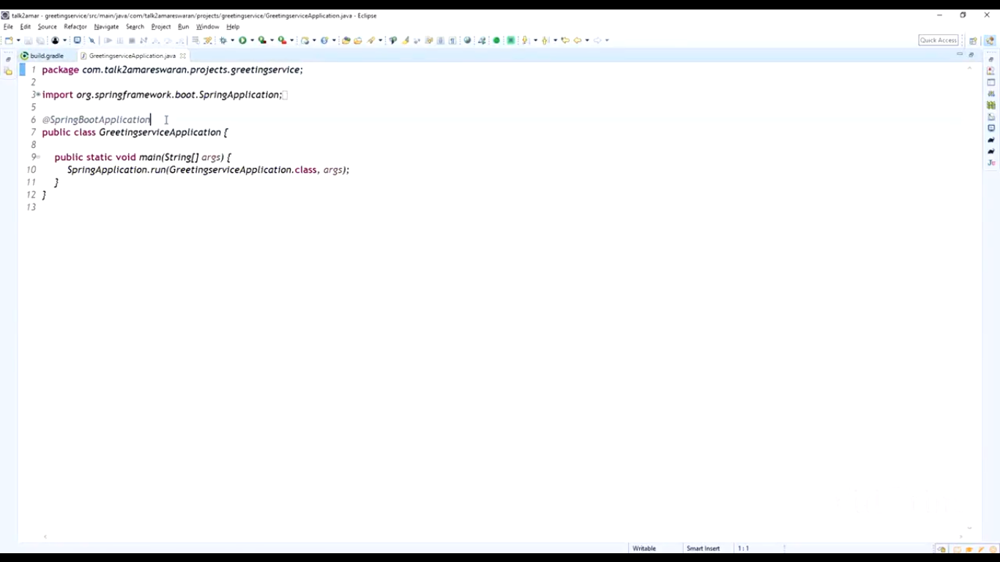 talk2amar - greetingservice/src/main/java/com/talk2amareswaran/projects/greetingservice/GreetingserviceApplication.java - Eclipse
File Edit Source Refactor Navigate Search Project Run Window Help
Quick Access
build.gradle GreetingserviceApplication.java
1 package com.talk2amareswaran.projects.greetingservice;
2
3 import org.springframework.boot.SpringApplication;
5
6 @SpringBootApplication
7 public class GreetingserviceApplication {
8
9 public static void main(String[] args) {
10 SpringApplication.run(GreetingserviceApplication.class, args);
11 }
12 }
13
Writable Smart Insert 1 : 1